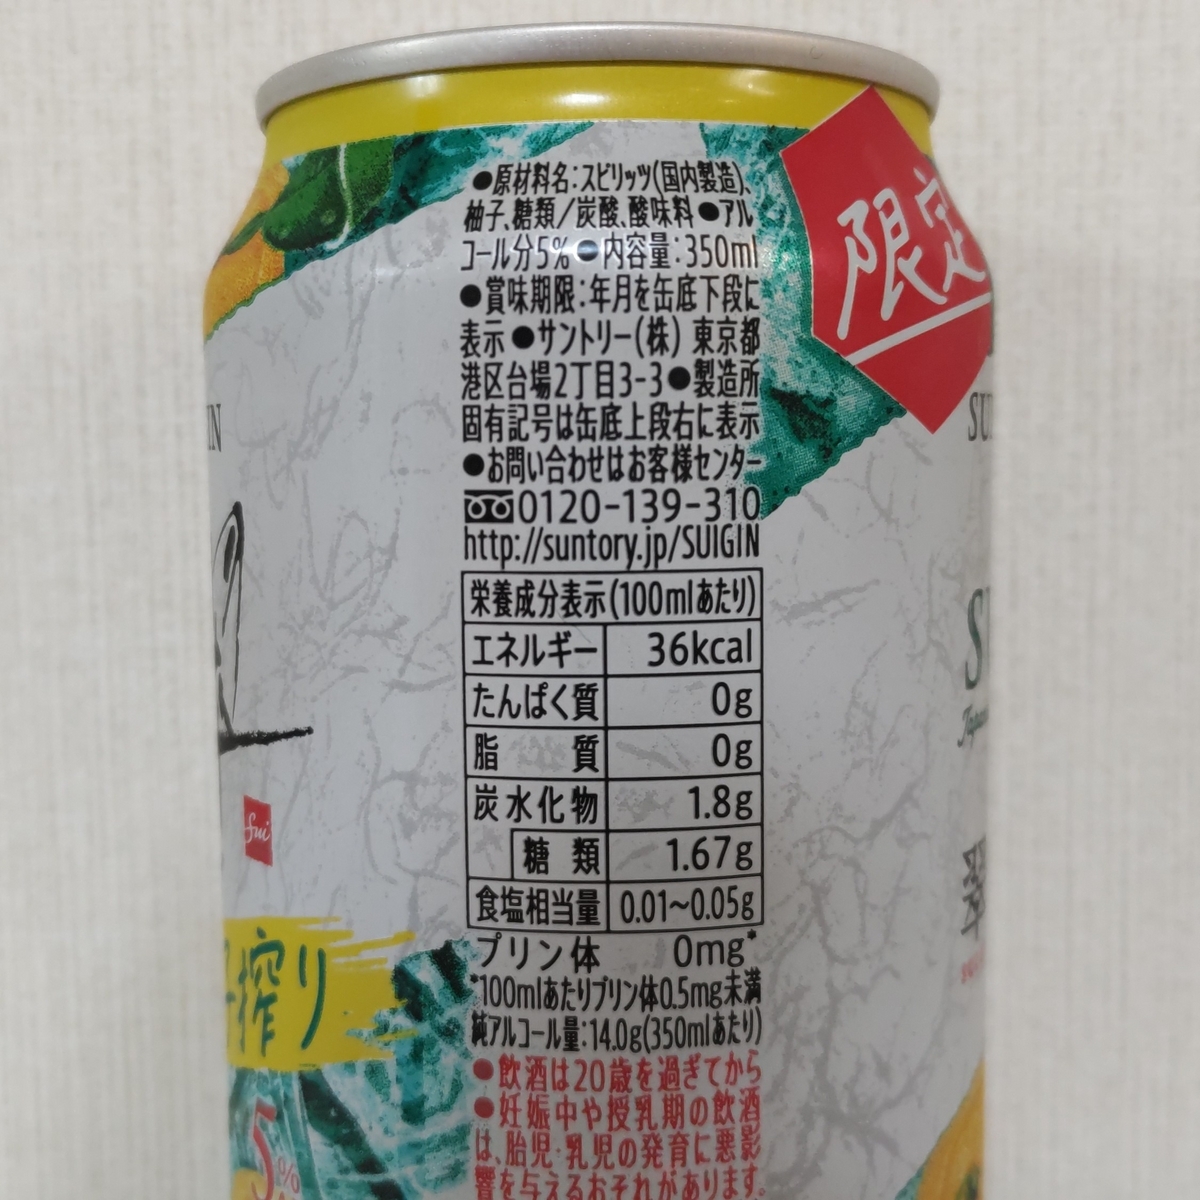 ●原材料名:スピリッツ(国内製造)、
柚子、糖類/炭酸、酸味料●アル
コール分5%●内容量:350ml
●賞味期限:年月を缶底下段に
表示●サントリー(株) 東京都
港区台場2丁目3-3●製造所
固有記号は缶底上段右に表示
●お問い合わせはお客様センター
0120-139-310
http://suntory.jp/SUIGIN
栄養成分表示(100mlあたり)
エネルギー 36kcal
たんぱく質 0g
脂質 0g
炭水化物 1.8g
糖類 1.67g
食塩相当量 0.01~0.05g
プリン体 0mg*
*100mlあたりプリン体0.5mg未満
純アルコール量:14.0g(350mlあたり)
●飲酒は20歳を過ぎてから
●妊娠中や授乳期の飲酒
は、胎児・乳児の発育に悪影
響を与えるおそれがあります。
限定
sui
搾り
5%
翠